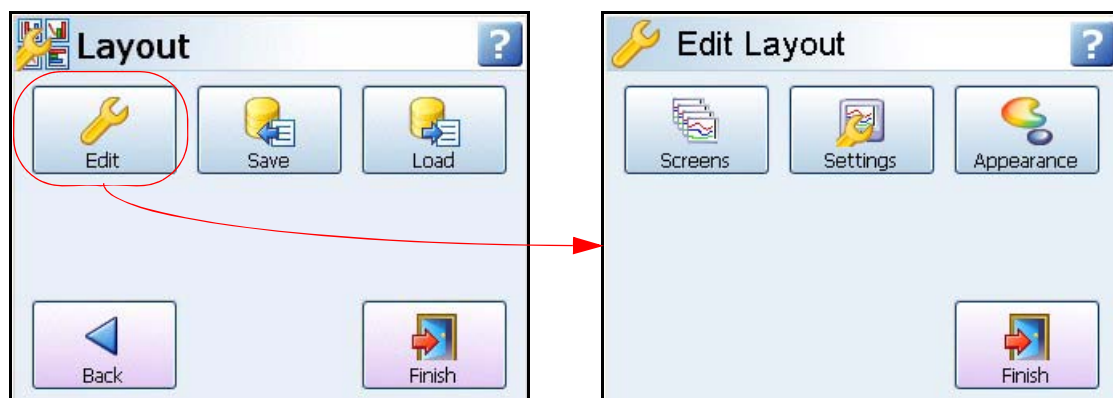 Layout
?
Edit
Save
Load
Back
Finish
Edit Layout
?
Screens
Settings
Appearance
Finish